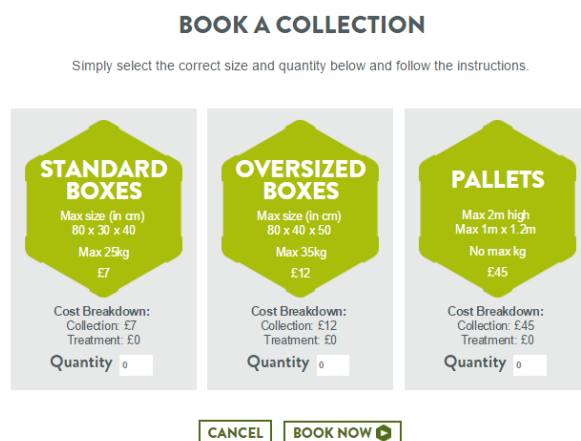 BOOK A COLLECTION
Simply select the correct size and quantity below and follow the instructions.
STANDARD
BOXES
Max size (in cm)
80 x 30 x 40
Max 25kg
£7
Cost Breakdown:
Collection: £7
Treatment: £0
Quantity 0
OVERSIZED
BOXES
Max size (in cm)
80 x 40 x 50
Max 35kg
£12
Cost Breakdown:
Collection: £12
Treatment: £0
Quantity 0
PALLETS
Max 2m high
Max 1m x 1.2m
No max kg
£45
Cost Breakdown:
Collection: £45
Treatment: £0
Quantity 0
CANCEL
BOOK NOW